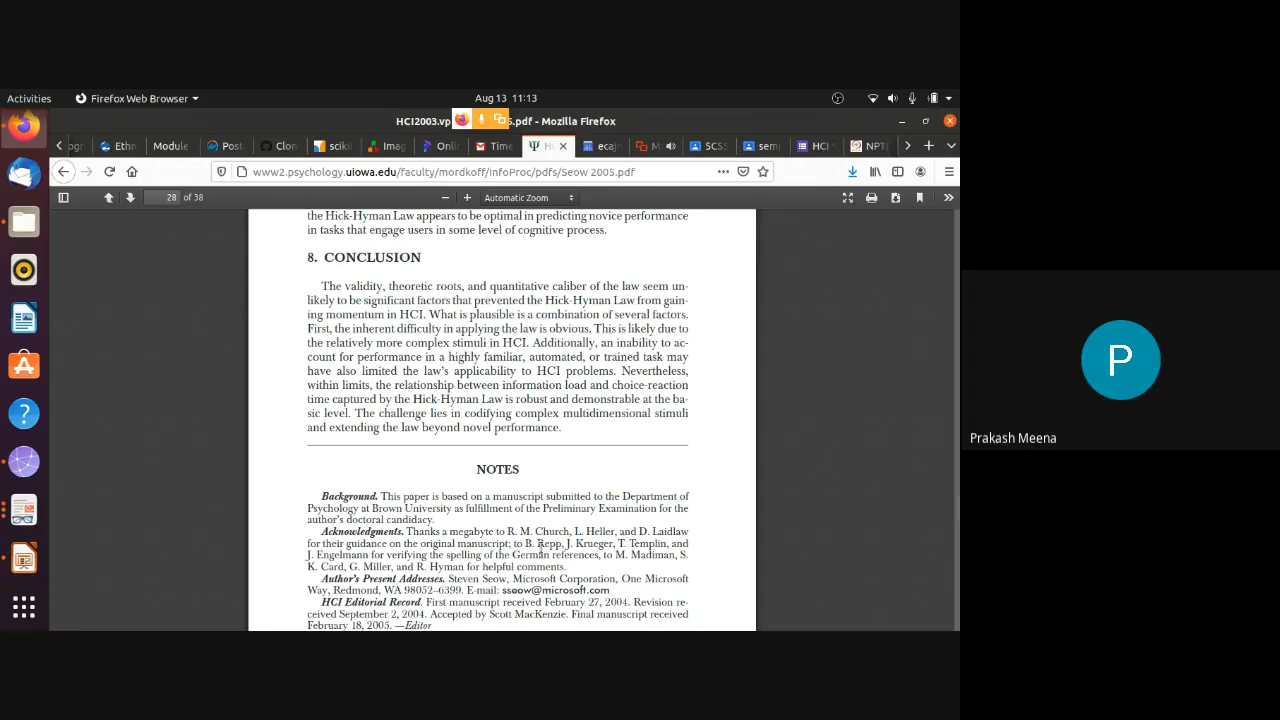 Activities
Firefox Web Browser
Aug 13 11:13
HCI2003.vp
5.pdf - Mozilla Firefox
Ethn
Module
Post
Clon
sciki
Imag
Onli
Time
H
ecaj
M
5CSS
sem
HCI
NPT
www2.psychology.uiowa.edu/faculty/mordkoff/InfoProc/pdfs/Seow 2005.pdf
28 of 38
Automatic Zoom
the Hick-Hyman Law appears to be optimal in predicting novice performance
in tasks that engage users in some level of cognitive process.
8. CONCLUSION
The validity, theoretic roots, and quantitative caliber of the law seem un-
likely to be significant factors that prevented the Hick-Hyman Law from gain-
ing momentum in HCI. What is plausible is a combination of several factors.
First, the inherent difficulty in applying the law is obvious. This is likely due to
the relatively more complex stimuli in HCI. Additionally, an inability to ac-
count for performance in a highly familiar, automated, or trained task may
have also limited the law's applicability to HCI problems. Nevertheless,
within limits, the relationship between information load and choice-reaction
time captured by the Hick-Hyman Law is robust and demonstrable at the ba-
sic level. The challenge lies in codifying complex multidimensional stimuli
and extending the law beyond novel performance.
NOTES
Background. This paper is based on a manuscript submitted to the Department of
Psychology at Brown University as fulfillment of the Preliminary Examination for the
author's doctoral candidacy.
Acknowledgments. Thanks a megabyte to R. M. Church, L. Heller, and D. Laidlaw
for their guidance on the original manuscript; to B. Repp, J. Krueger, T. Templin, and
J. Engelmann for verifying the spelling of the German references, to M. Madiman, S.
K. Card, G. Miller, and R. Hyman for helpful comments.
Author's Present Addresses. Steven Seow, Microsoft Corporation, One Microsoft
Way, Redmond, WA 98052–6399. E-mail: sseow@microsoft.com
HCI Editorial Record. First manuscript received February 27, 2004. Revision re-
ceived September 2, 2004. Accepted by Scott MacKenzie. Final manuscript received
February 18, 2005. —Editor
P
Prakash Meena